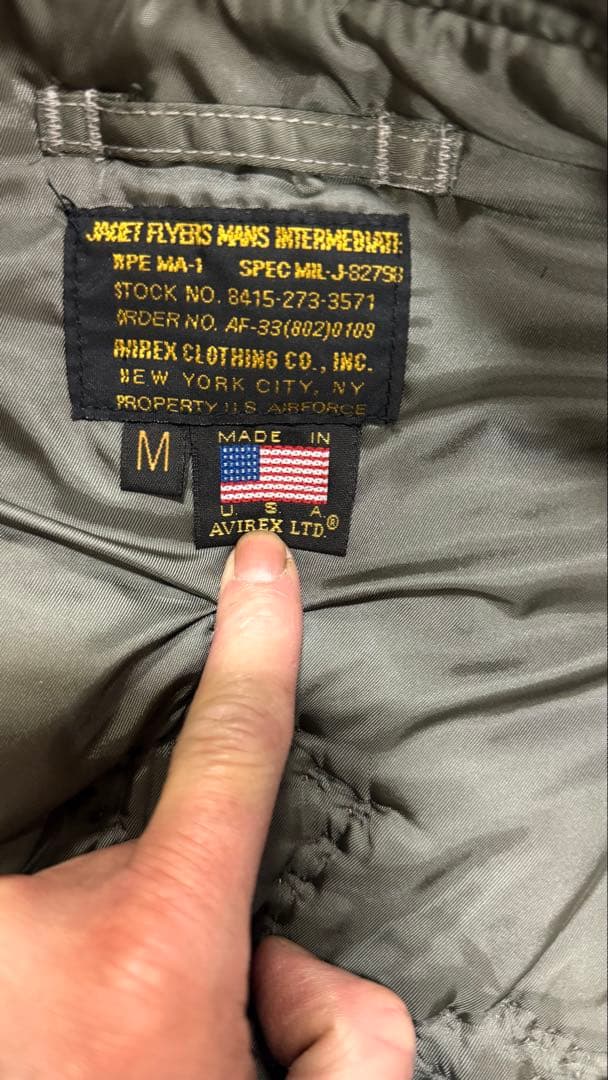 JACKET FLYERS MANS INTERMEDIATE
TYPE MA-1 SPEC MIL-J-8279B
STOCK NO. 8415-273-3571
ORDER NO. AF-33(802)0109
AVIREX CLOTHING CO., INC.
NEW YORK CITY, NY
PROPERTY U.S AIRFORCE
M
MADE IN
U. S. A.
AVIREX LTD.®